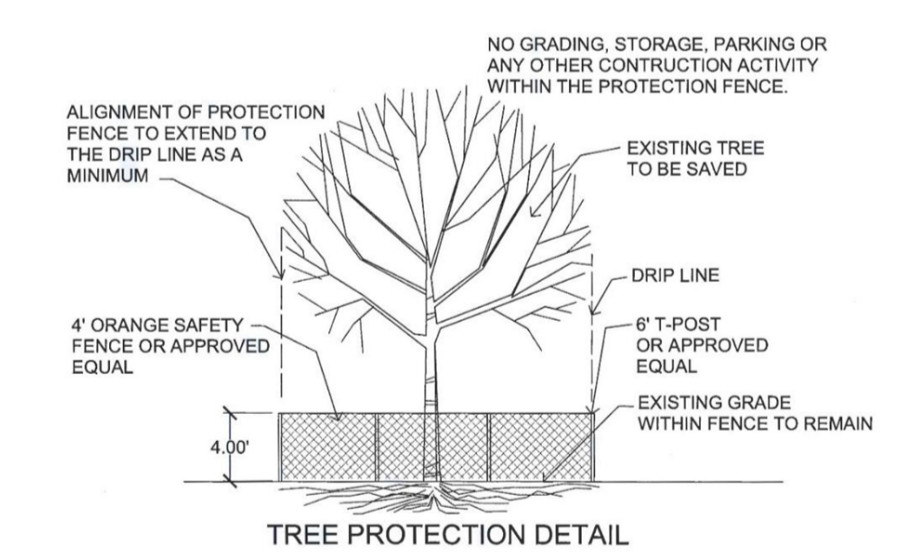 NO GRADING, STORAGE, PARKING OR
ANY OTHER CONTRUCTION ACTIVITY
WITHIN THE PROTECTION FENCE.
ALIGNMENT OF PROTECTION
FENCE TO EXTEND TO
THE DRIP LINE AS A
MINIMUM
EXISTING TREE
TO BE SAVED
DRIP LINE
4' ORANGE SAFETY
FENCE OR APPROVED
EQUAL
6' T-POST
OR APPROVED
EQUAL
EXISTING GRADE
WITHIN FENCE TO REMAIN
4.00'
TREE PROTECTION DETAIL